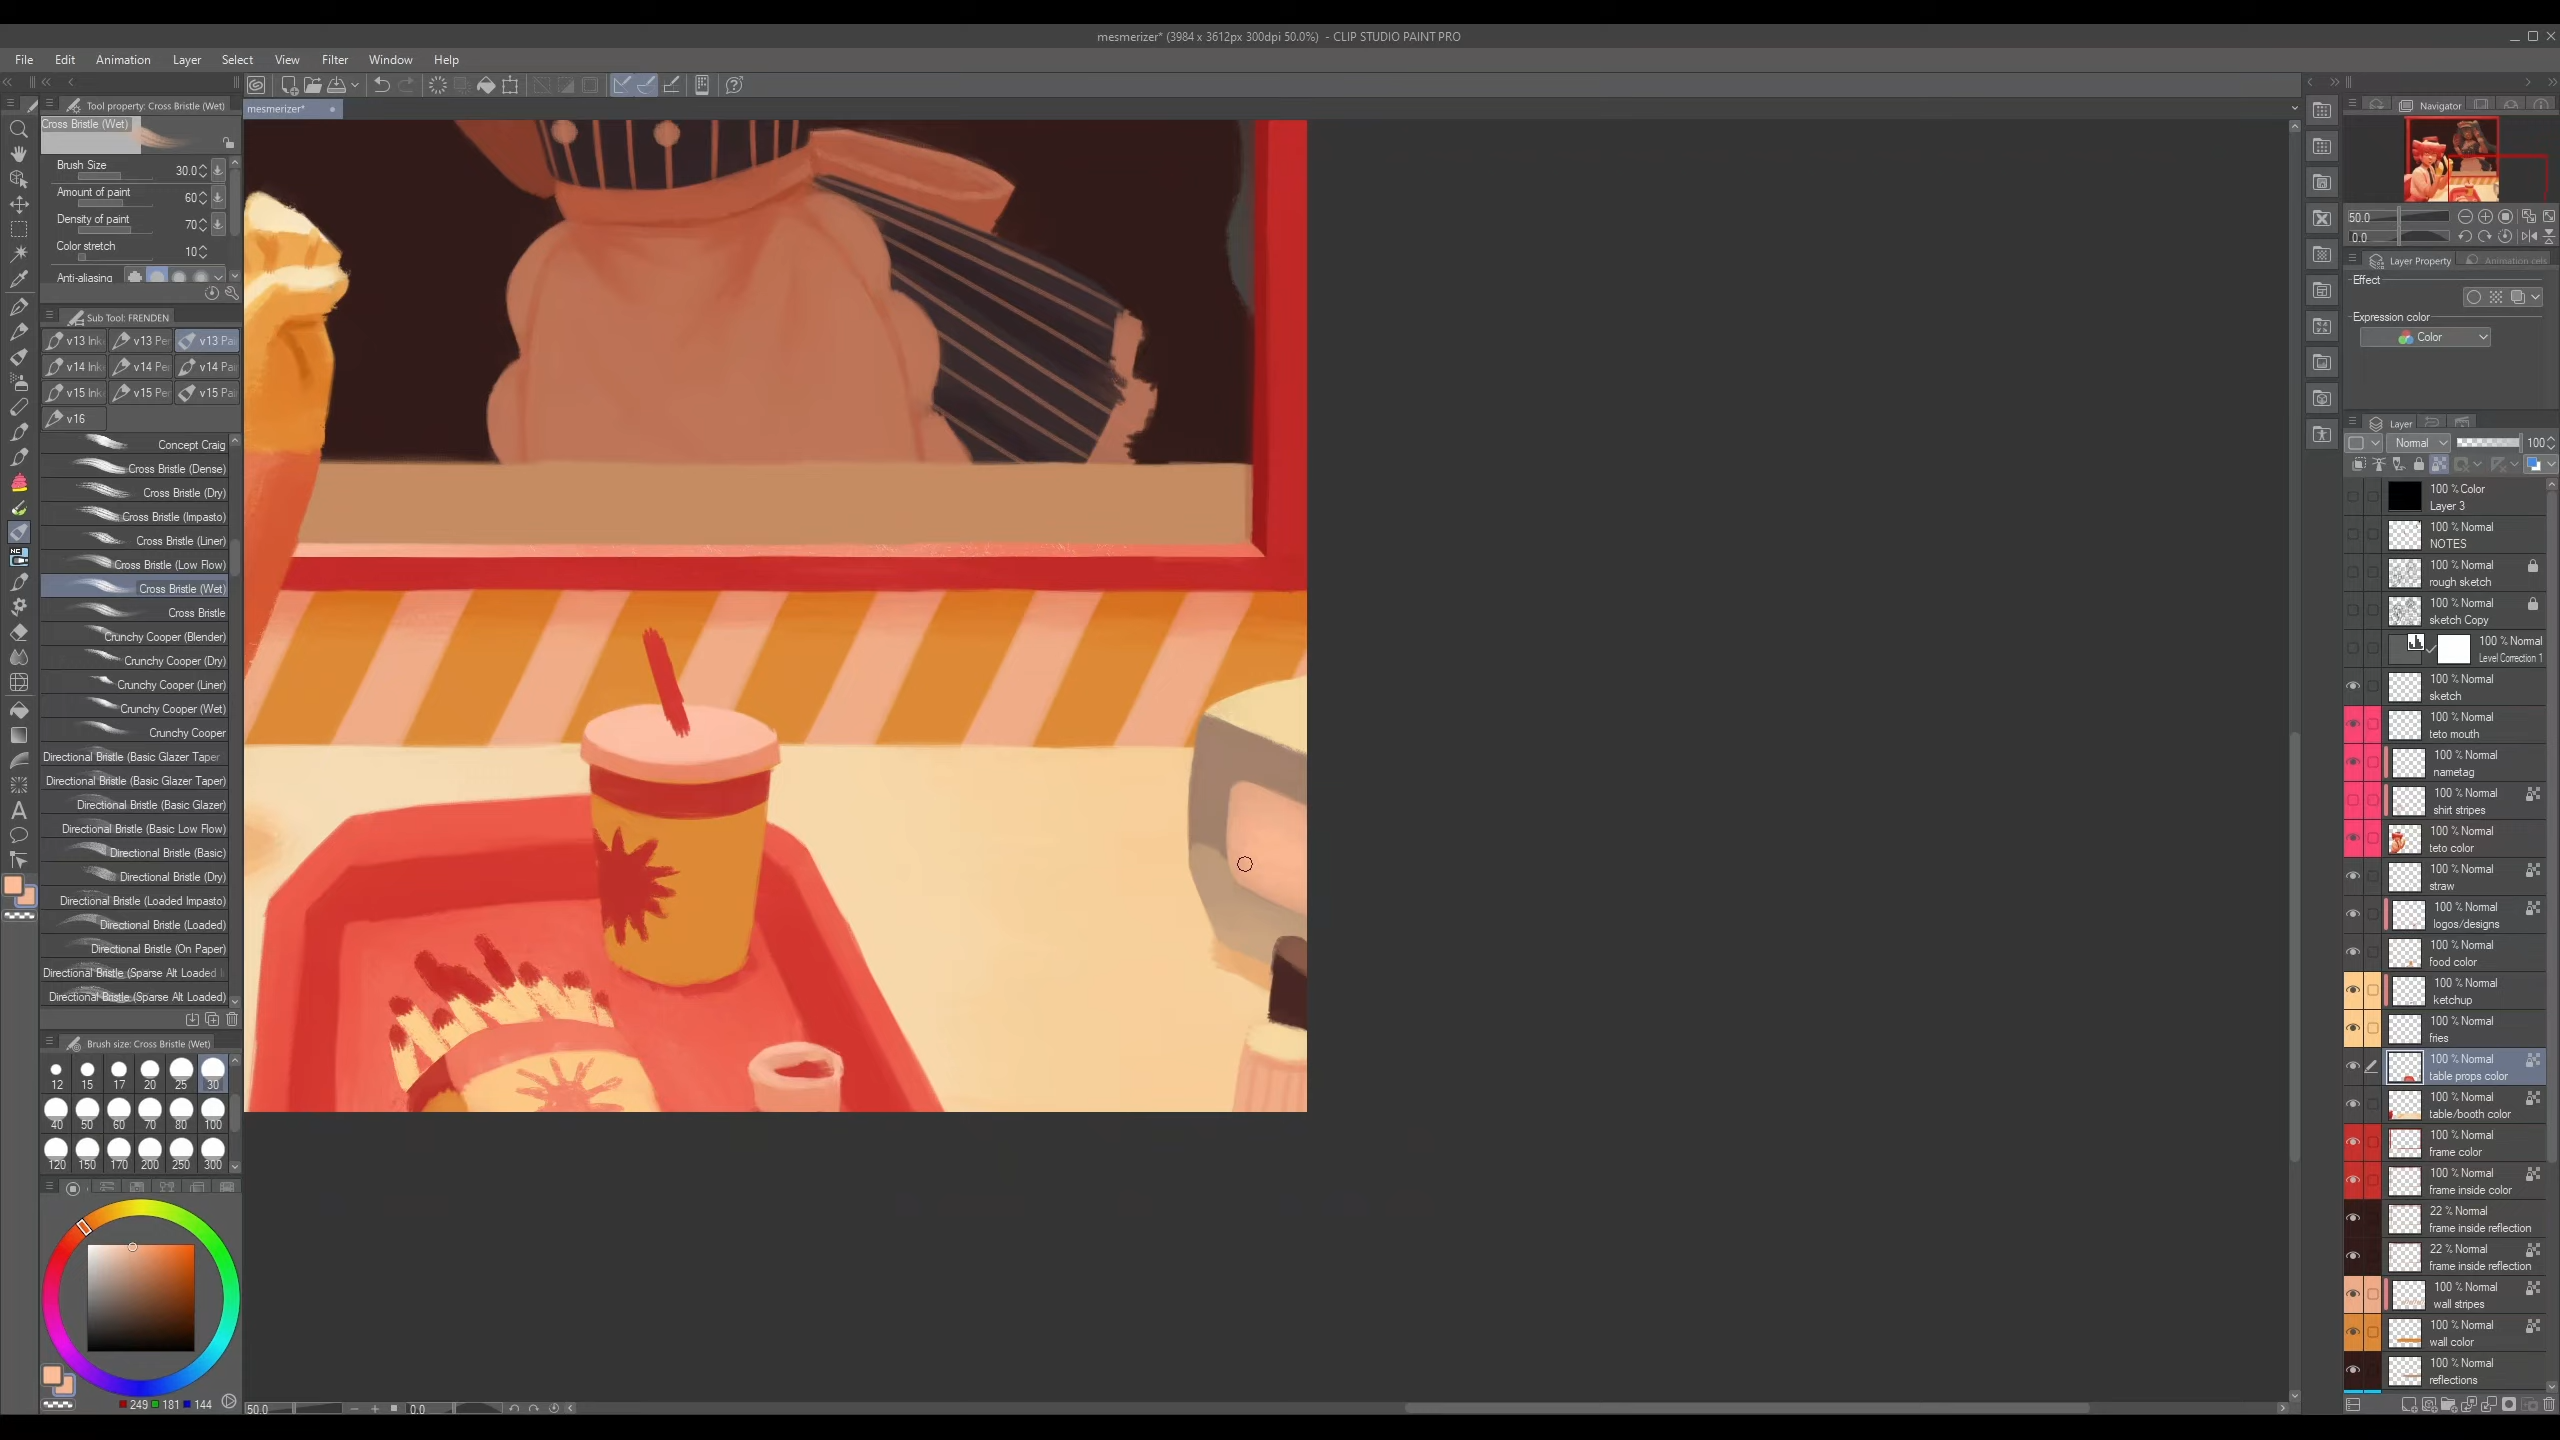 mesmerizer* (3984 x 3612px 300dpi 50.0%) - CLIP STUDIO PAINT PRO
File Edit Animation Layer Select View Filter Window Help
Tool property: Cross Bristle (Wet)
mesmerizer*
Cross Bristle (Wet)
Brush Size 30.0
Amount of paint 60
Density of paint 70
Color stretch 10
Anti-aliasing
Sub Tool: FRENDEN
v13 Ink v13 Pe v13 Pa
v14 Ink v14 Pe v14 Pa
v15 Ink v15 Pe v15 Pa
v16
Concept Craig
Cross Bristle (Dense)
Cross Bristle (Dry)
Cross Bristle (Impasto)
Cross Bristle (Liner)
Cross Bristle (Low Flow)
Cross Bristle (Wet)
Cross Bristle
Crunchy Cooper (Blender)
Crunchy Cooper (Dry)
Crunchy Cooper (Liner)
Crunchy Cooper (Wet)
Crunchy Cooper
Directional Bristle (Basic Glazer Taper
Directional Bristle (Basic Glazer Taper)
Directional Bristle (Basic Glazer)
Directional Bristle (Basic Low Flow)
Directional Bristle (Basic)
Directional Bristle (Dry)
Directional Bristle (Loaded Impasto)
Directional Bristle (Loaded)
Directional Bristle (On Paper)
Directional Bristle (Sparse Alt Loaded
Directional Bristle (Sparse Alt Loaded)
Brush size: Cross Bristle (Wet)
12 15 17 20 25 30
40 50 60 70 80 100
120 150 170 200 250 300
249 181 144
50.0 0.0
Navigator
50.0
0.0
Layer Property Animation cels
Effect
Expression color
Color
Layer
Normal 100
100 % Color
Layer 3
100 % Normal
NOTES
100 % Normal
rough sketch
100 % Normal
sketch Copy
100 % Normal
Level Correction 1
100 % Normal
sketch
100 % Normal
teto mouth
100 % Normal
nametag
100 % Normal
shirt stripes
100 % Normal
teto color
100 % Normal
straw
100 % Normal
logos/designs
100 % Normal
food color
100 % Normal
ketchup
100 % Normal
fries
100 % Normal
table props color
100 % Normal
table/booth color
100 % Normal
frame color
100 % Normal
frame inside color
22 % Normal
frame inside reflection
22 % Normal
frame inside reflection
100 % Normal
wall stripes
100 % Normal
wall color
100 % Normal
reflections